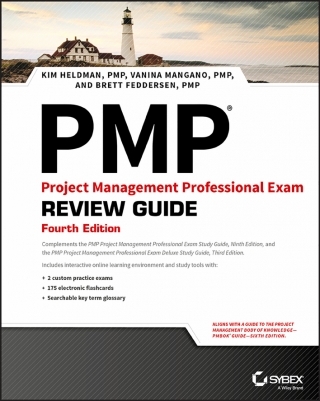 KIM HELDMAN, PMP, VANINA MANGANO, PMP,
AND BRETT FEDDERSEN, PMP
PMP®
Project Management Professional Exam
REVIEW GUIDE
Fourth Edition
Complements the PMP Project Management Professional Exam Study Guide, Ninth Edition, and
the PMP Project Management Professional Exam Deluxe Study Guide, Third Edition.
Includes interactive online learning environment and study tools with:
• 2 custom practice exams
• 175 electronic flashcards
• Searchable key term glossary
ALIGNS WITH A GUIDE TO THE PROJECT
MANAGEMENT BODY OF KNOWLEDGE—
PMBOK® GUIDE—SIXTH EDITION.
SYBEX
A Wiley Brand